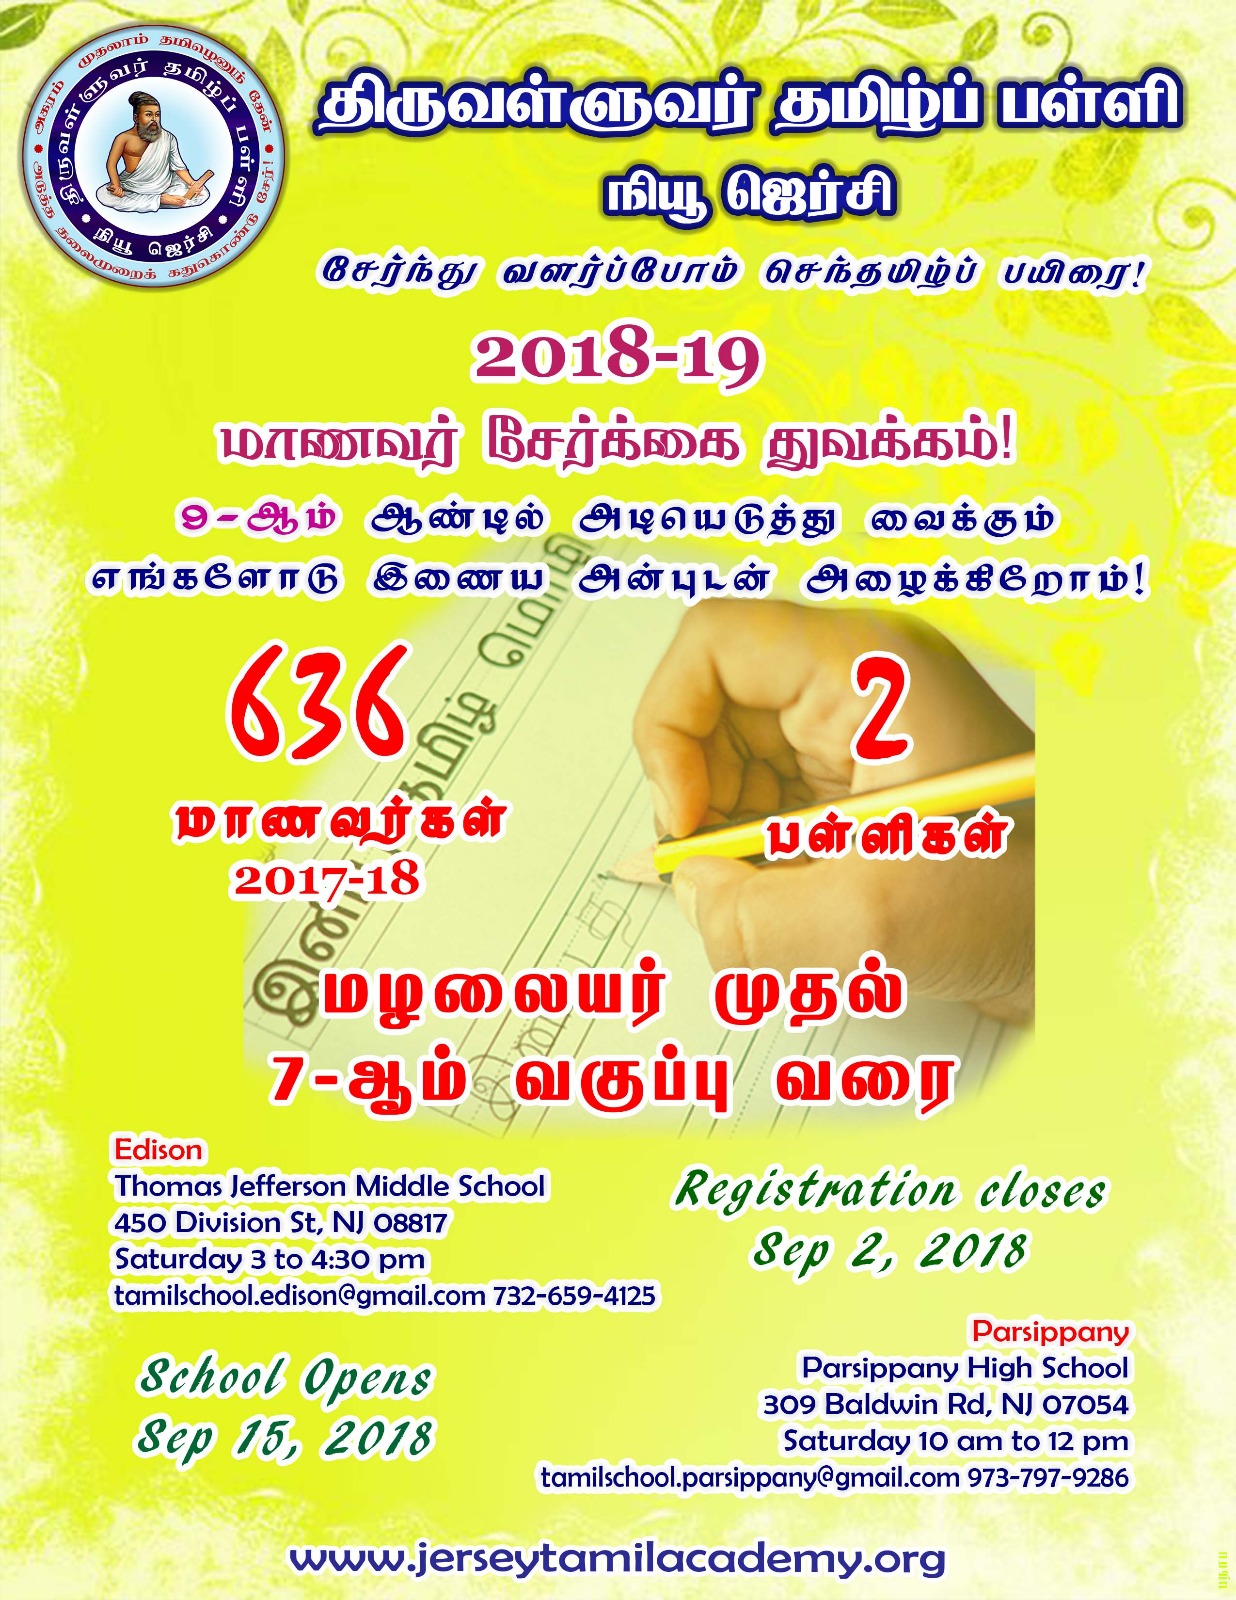 அகரம் முதலாம் தமிழெனும் தேன்
அடுத்த தலைமுறைக் கதுகொண்டு
திருவள்ளுவர் தமிழ்ப் பள்ளி
நியூ ஜெர்சி
திருவள்ளுவர் தமிழ்ப் பள்ளி
நியூ ஜெர்சி
சேர்ந்து வளர்ப்போம் செந்தமிழ்ப் பயிரை!
2018-19
மாணவர் சேர்க்கை துவக்கம்!
9-ஆம் ஆண்டில் அடியெடுத்து வைக்கும்
எங்களோடு இணைய அன்புடன் அழைக்கிறோம்!
636
மாணவர்கள்
2017-18
2
பள்ளிகள்
தமிழ் மொழி
மழலையர் முதல்
7-ஆம் வகுப்பு வரை
Edison
Thomas Jefferson Middle School
450 Division St, NJ 08817
Saturday 3 to 4:30 pm
tamilschool.edison@gmail.com 732-659-4125
Registration closes
Sep 2, 2018
School Opens
Sep 15, 2018
Parsippany
Parsippany High School
309 Baldwin Rd, NJ 07054
Saturday 10 am to 12 pm
tamilschool.parsippany@gmail.com 973-797-9286
www.jerseytamilacademy.org